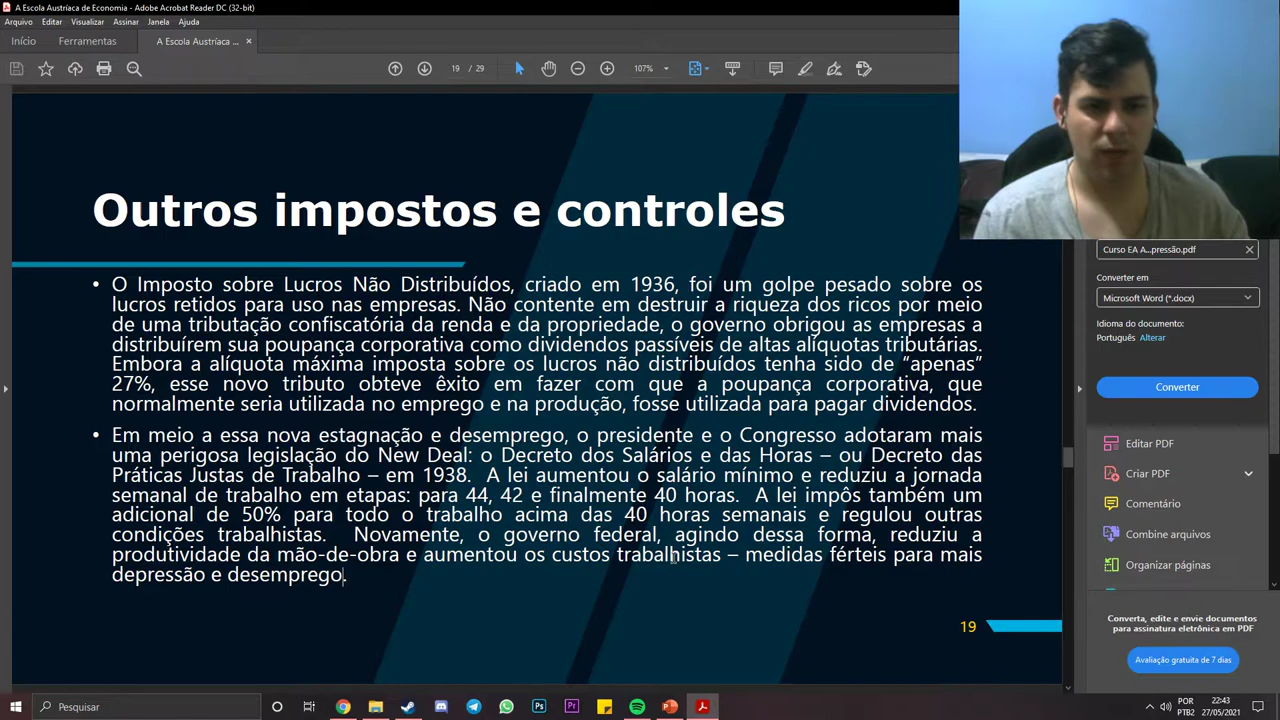 A Escola Austríaca de Economia - Adobe Acrobat Reader DC (32-bit)
Arquivo Editar Visualizar Assinar Janela Ajuda
Início Ferramentas A Escola Austríaca ... ×
19 / 29 107%
Outros impostos e controles
• O Imposto sobre Lucros Não Distribuídos, criado em 1936, foi um golpe pesado sobre os
lucros retidos para uso nas empresas. Não contente em destruir a riqueza dos ricos por meio
de uma tributação confiscatória da renda e da propriedade, o governo obrigou as empresas a
distribuírem sua poupança corporativa como dividendos passíveis de altas alíquotas tributárias.
Embora a alíquota máxima imposta sobre os lucros não distribuídos tenha sido de “apenas”
27%, esse novo tributo obteve êxito em fazer com que a poupança corporativa, que
normalmente seria utilizada no emprego e na produção, fosse utilizada para pagar dividendos.
• Em meio a essa nova estagnação e desemprego, o presidente e o Congresso adotaram mais
uma perigosa legislação do New Deal: o Decreto dos Salários e das Horas – ou Decreto das
Práticas Justas de Trabalho – em 1938. A lei aumentou o salário mínimo e reduziu a jornada
semanal de trabalho em etapas: para 44, 42 e finalmente 40 horas. A lei impôs também um
adicional de 50% para todo o trabalho acima das 40 horas semanais e regulou outras
condições trabalhistas. Novamente, o governo federal, agindo dessa forma, reduziu a
produtividade da mão-de-obra e aumentou os custos trabalhistas – medidas férteis para mais
depressão e desemprego.
19
Curso EA A...pressão.pdf
Converter em
Microsoft Word (*.docx)
Idioma do documento:
Português Alterar
Converter
Editar PDF
Criar PDF
Comentário
Combine arquivos
Organizar páginas
Converta, edite e envie documentos
para assinatura eletrônica em PDF
Avaliação gratuita de 7 dias
Pesquisar
Ps
Pr
POR
PTB2
22:43
27/05/2021